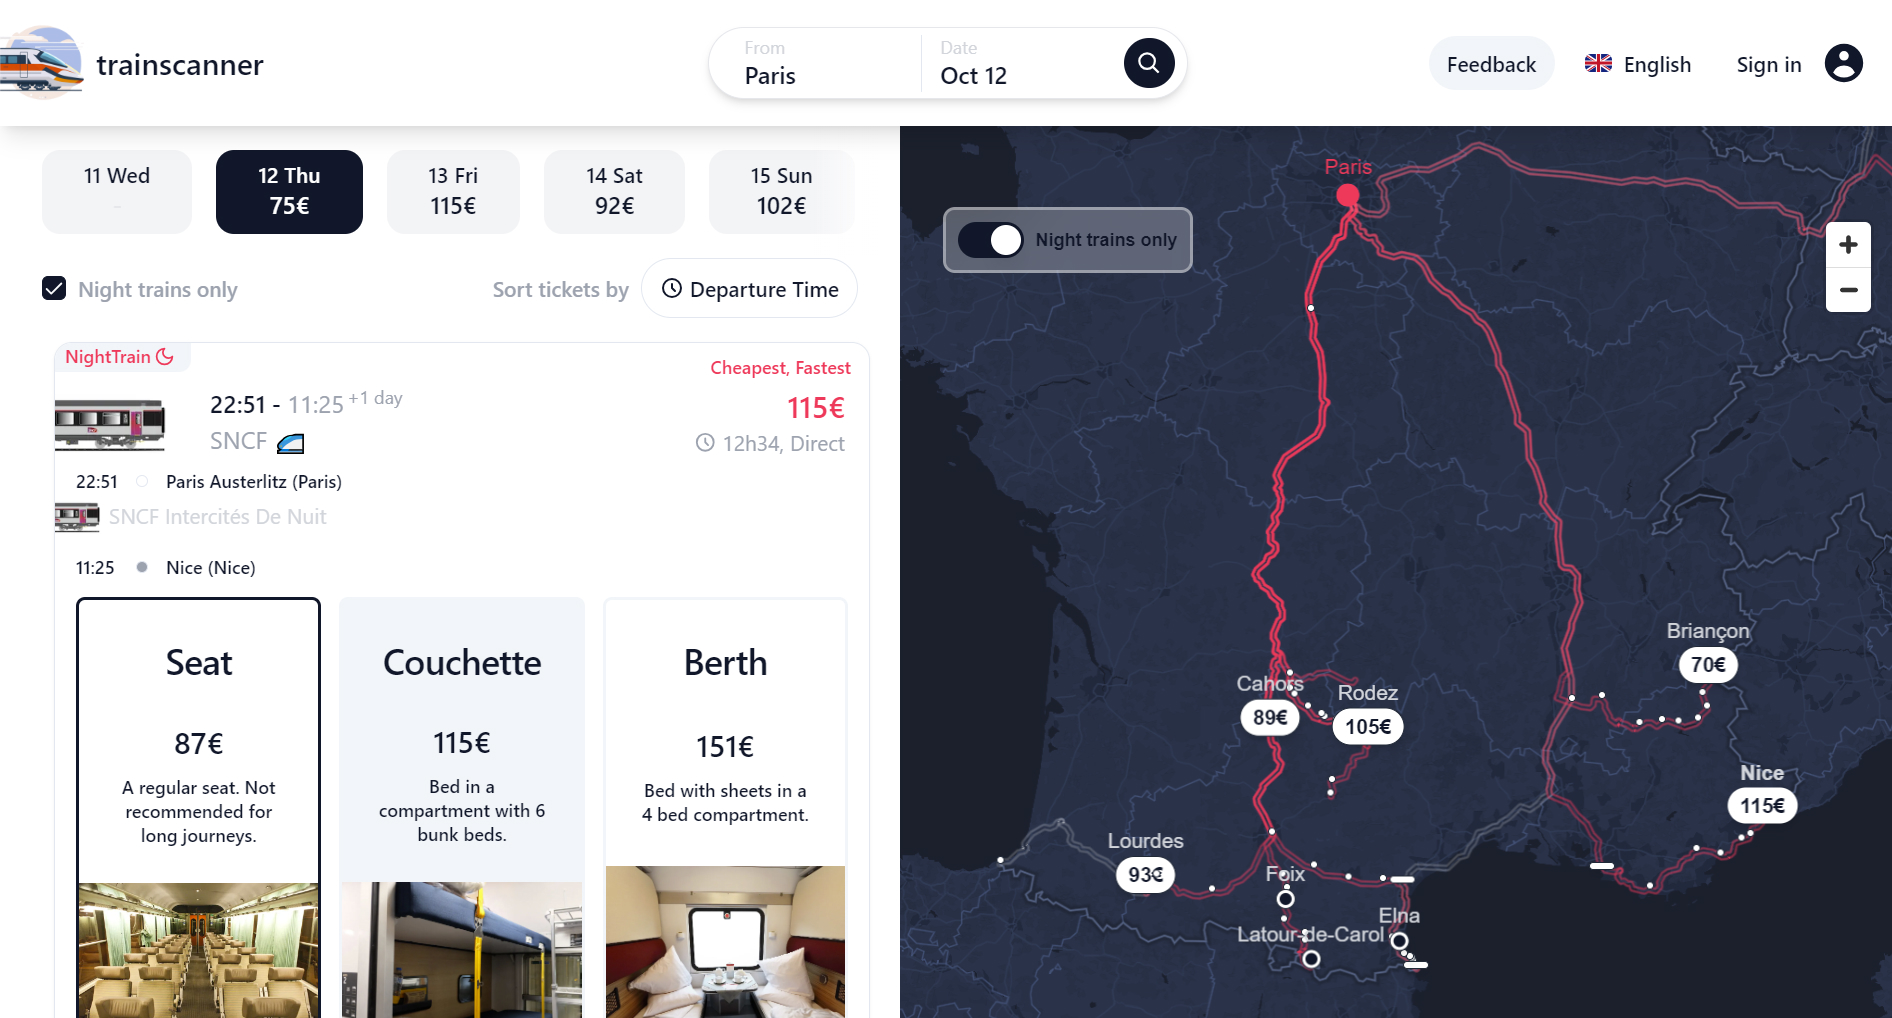 trainscanner
From
Paris
Date
Oct 12
Feedback
English
Sign in
11 Wed
-
12 Thu
75€
13 Fri
115€
14 Sat
92€
15 Sun
102€
Night trains only
Sort tickets by
Departure Time
NightTrain
Cheapest, Fastest
22:51 - 11:25 +1 day
115€
SNCF
12h34, Direct
22:51 Paris Austerlitz (Paris)
SNCF Intercités De Nuit
11:25 Nice (Nice)
Seat
87€
A regular seat. Not
recommended for
long journeys.
Couchette
115€
Bed in a
compartment with 6
bunk beds.
Berth
151€
Bed with sheets in a
4 bed compartment.
Paris
Night trains only
+
−
Briançon
70€
Cahors
89€
Rodez
105€
Nice
115€
Lourdes
93€
Foix
Elna
Latour-de-Carol